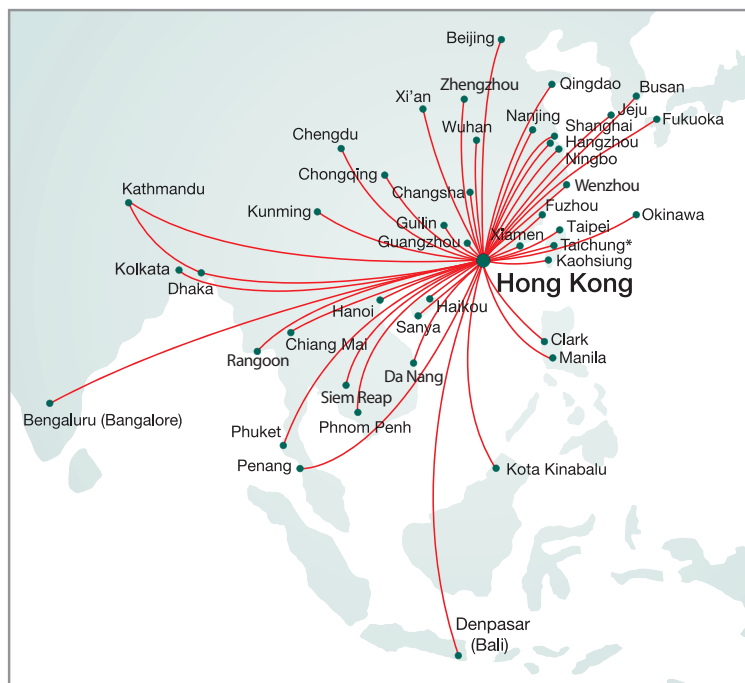 Beijing
Zhengzhou
Qingdao
Busan
Xi'an
Nanjing
Jeju
Shanghai
Fukuoka
Wuhan
Hangzhou
Chengdu
Ningbo
Chongqing
Changsha
Wenzhou
Kathmandu
Kunming
Fuzhou
Okinawa
Guilin
Taipei
Guangzhou
Xiamen
Taichung*
Kolkata
Kaohsiung
Dhaka
Hong Kong
Hanoi
Haikou
Sanya
Chiang Mai
Clark
Rangoon
Manila
Da Nang
Siem Reap
Bengaluru (Bangalore)
Phnom Penh
Phuket
Penang
Kota Kinabalu
Denpasar
(Bali)